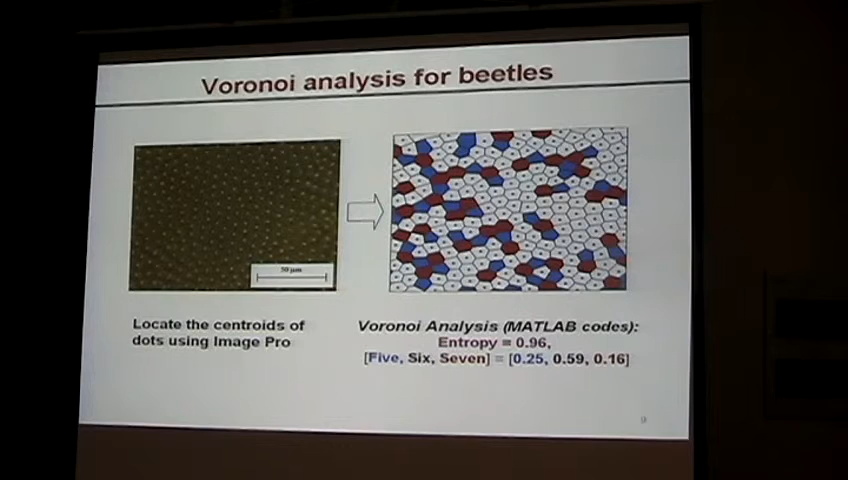 Voronoi analysis for beetles
50 µm
Locate the centroids of
dots using Image Pro
Voronoi Analysis (MATLAB codes):
Entropy = 0.96,
[Five, Six, Seven] = [0.25, 0.59, 0.16]
9